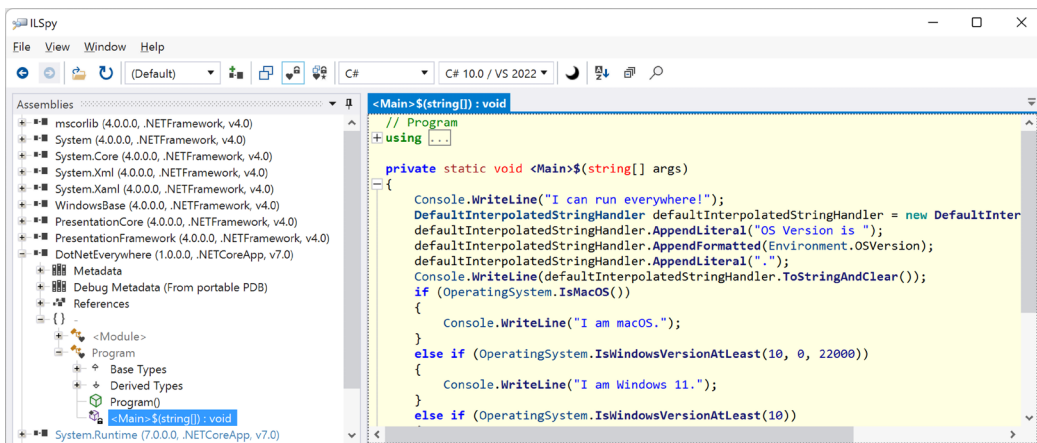 ILSpy
File View Window Help
(Default) C# C# 10.0 / VS 2022
Assemblies
mscorlib (4.0.0.0, .NETFramework, v4.0)
System (4.0.0.0, .NETFramework, v4.0)
System.Core (4.0.0.0, .NETFramework, v4.0)
System.Xml (4.0.0.0, .NETFramework, v4.0)
System.Xaml (4.0.0.0, .NETFramework, v4.0)
WindowsBase (4.0.0.0, .NETFramework, v4.0)
PresentationCore (4.0.0.0, .NETFramework, v4.0)
PresentationFramework (4.0.0.0, .NETFramework, v4.0)
DotNetEverywhere (1.0.0.0, .NETCoreApp, v7.0)
Metadata
Debug Metadata (From portable PDB)
References
{} -
<Module>
Program
Base Types
Derived Types
Program()
<Main>$(string[]) : void
System.Runtime (7.0.0.0, .NETCoreApp, v7.0)
<Main>$(string[]) : void
// Program
using ...
private static void <Main>$(string[] args)
{
Console.WriteLine("I can run everywhere!");
DefaultInterpolatedStringHandler defaultInterpolatedStringHandler = new DefaultInter
defaultInterpolatedStringHandler.AppendLiteral("OS Version is ");
defaultInterpolatedStringHandler.AppendFormatted(Environment.OSVersion);
defaultInterpolatedStringHandler.AppendLiteral(".");
Console.WriteLine(defaultInterpolatedStringHandler.ToStringAndClear());
if (OperatingSystem.IsMacOS())
{
Console.WriteLine("I am macOS.");
}
else if (OperatingSystem.IsWindowsVersionAtLeast(10, 0, 22000))
{
Console.WriteLine("I am Windows 11.");
}
else if (OperatingSystem.IsWindowsVersionAtLeast(10))